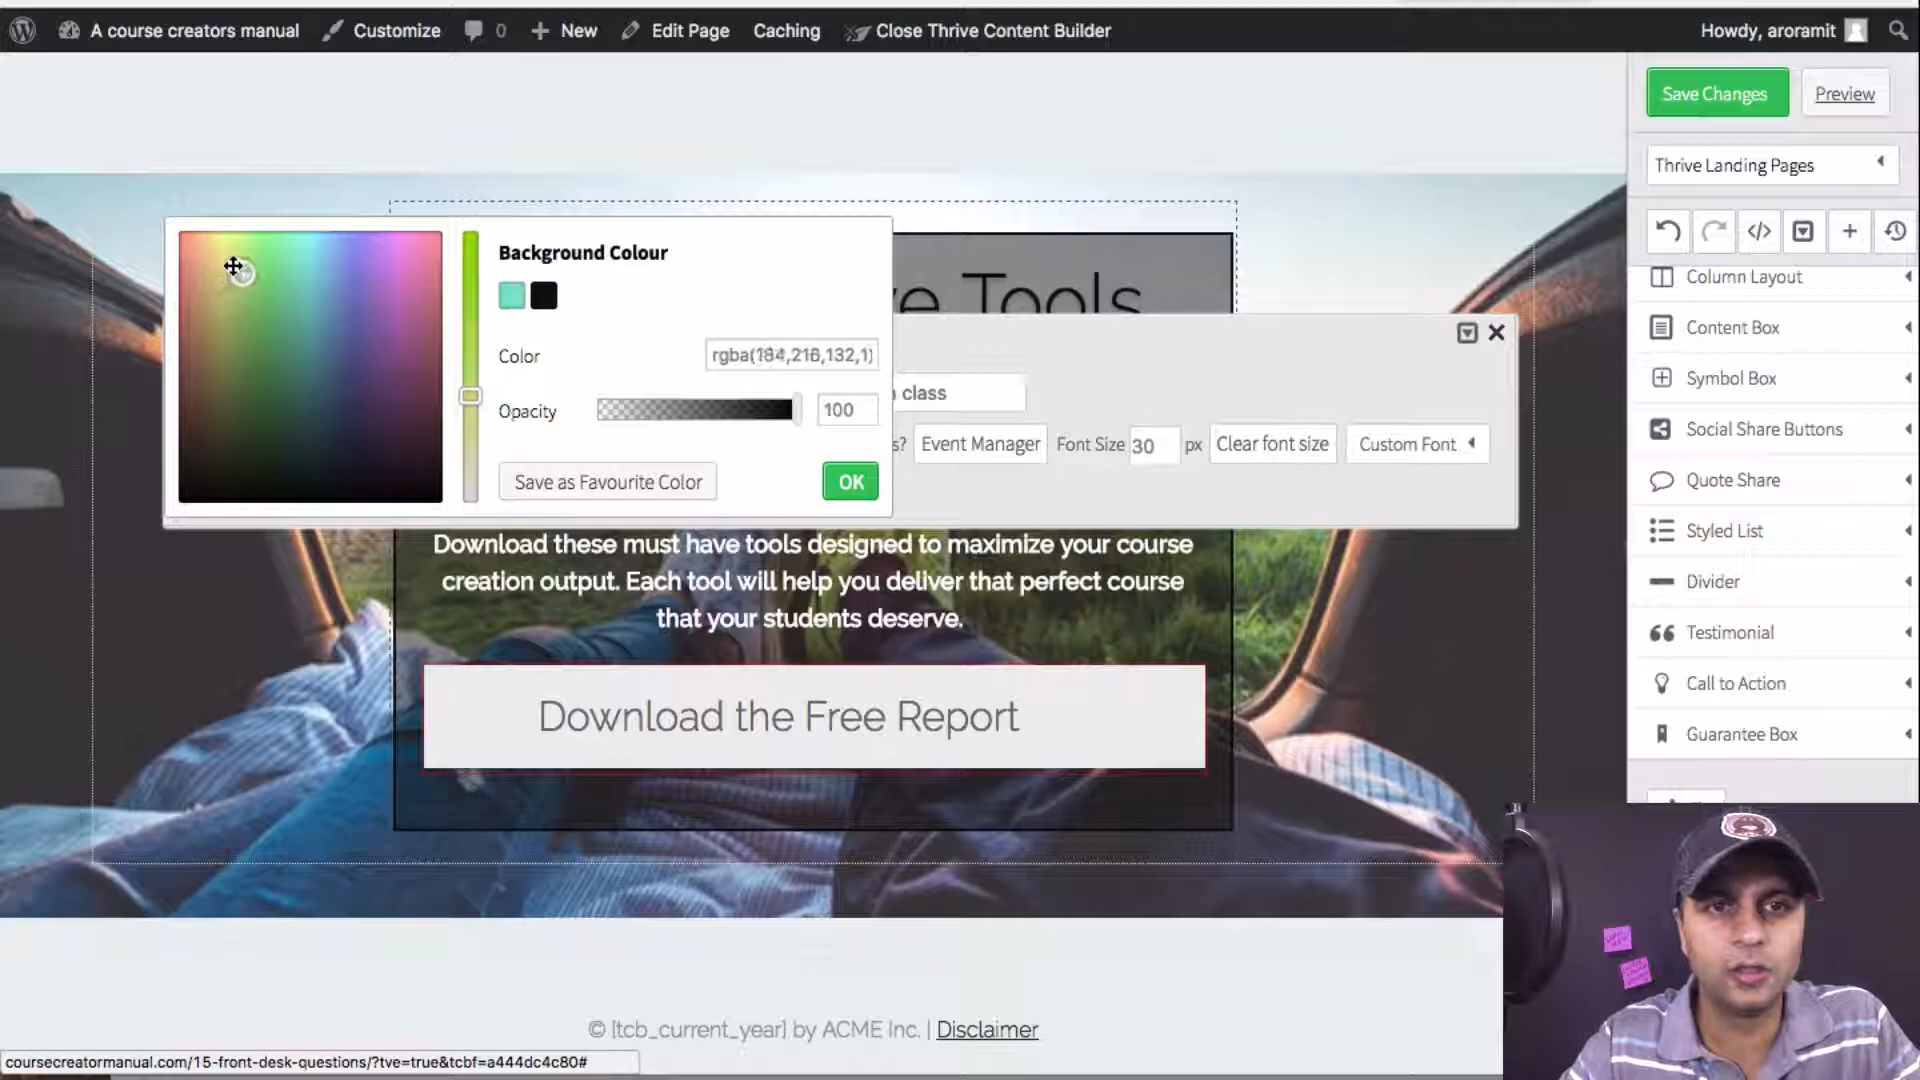 A course creators manual Customize 0 New Edit Page Caching Close Thrive Content Builder Howdy, aroramit
Save Changes Preview
Thrive Landing Pages
Column Layout
Content Box
Symbol Box
Social Share Buttons
Quote Share
Styled List
Divider
Testimonial
Call to Action
Guarantee Box
Background Colour
Color rgba(184,216,132,1)
Opacity 100
Save as Favourite Color OK
ve Tools
class
s? Event Manager Font Size 30 px Clear font size Custom Font
Download these must have tools designed to maximize your course
creation output. Each tool will help you deliver that perfect course
that your students deserve.
Download the Free Report
© [tcb_current_year] by ACME Inc. | Disclaimer
coursecreatormanual.com/15-front-desk-questions/?tve=true&tcbf=a444dc4c80#